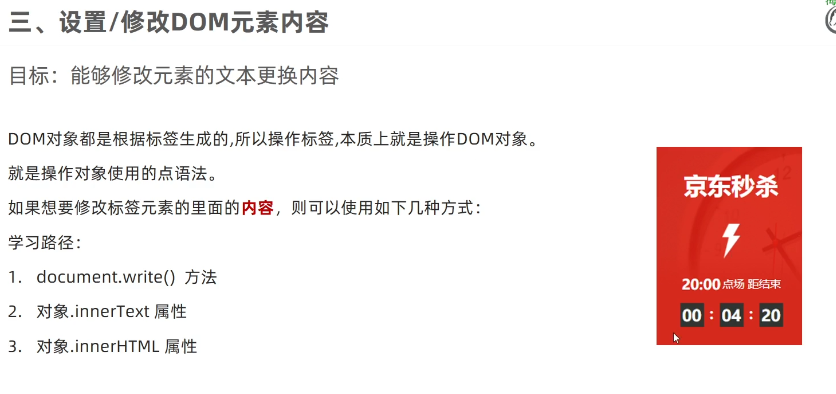 三、设置/修改DOM元素内容
目标：能够修改元素的文本更换内容
DOM对象都是根据标签生成的,所以操作标签,本质上就是操作DOM对象。
就是操作对象使用的点语法。
如果想要修改标签元素的里面的内容，则可以使用如下几种方式：
学习路径：
1. document.write() 方法
2. 对象.innerText 属性
3. 对象.innerHTML 属性
京东秒杀
20:00 点场 距结束
00 : 04 : 20